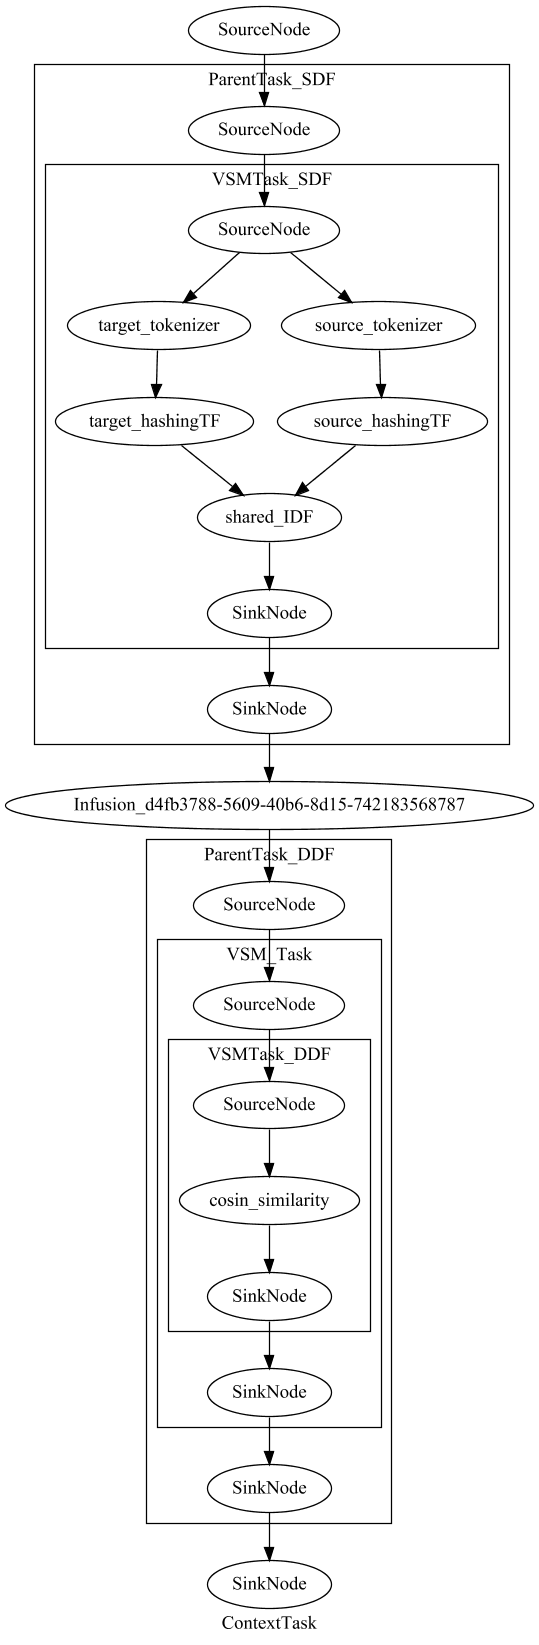 SourceNode
ParentTask_SDF
SourceNode
VSMTask_SDF
SourceNode
target_tokenizer
source_tokenizer
target_hashingTF
source_hashingTF
shared_IDF
SinkNode
SinkNode
Infusion_d4fb3788-5609-40b6-8d15-742183568787
ParentTask_DDF
SourceNode
VSM_Task
SourceNode
VSMTask_DDF
SourceNode
cosin_similarity
SinkNode
SinkNode
SinkNode
SinkNode
ContextTask